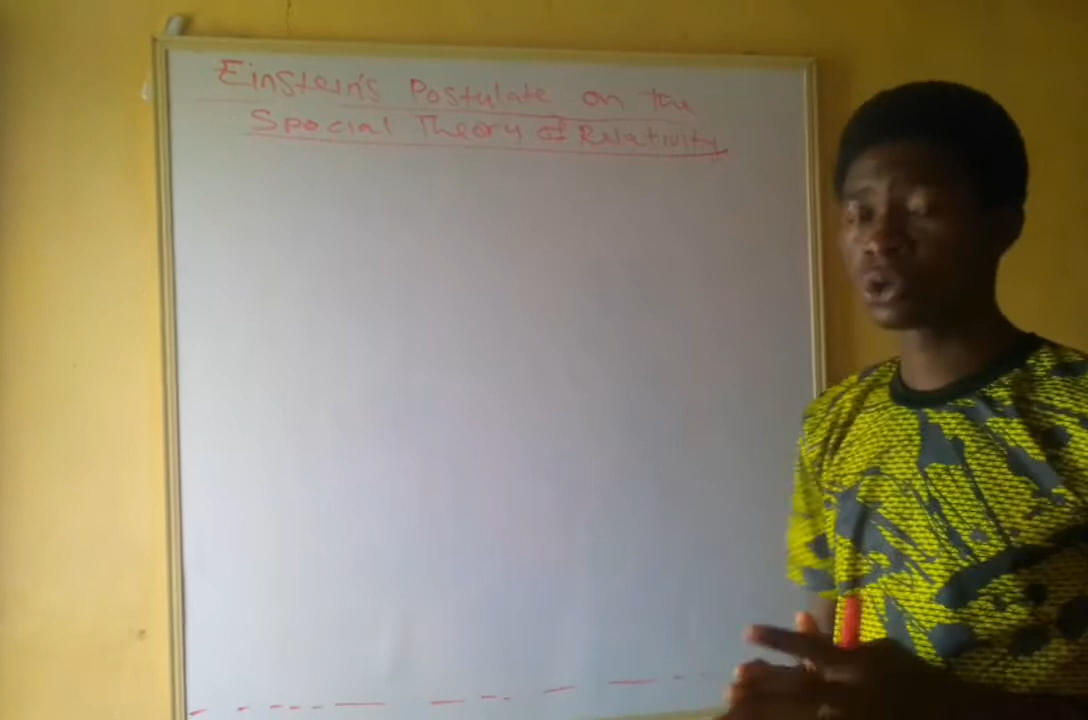 Einstein's Postulate on the
Special Theory of Relativity